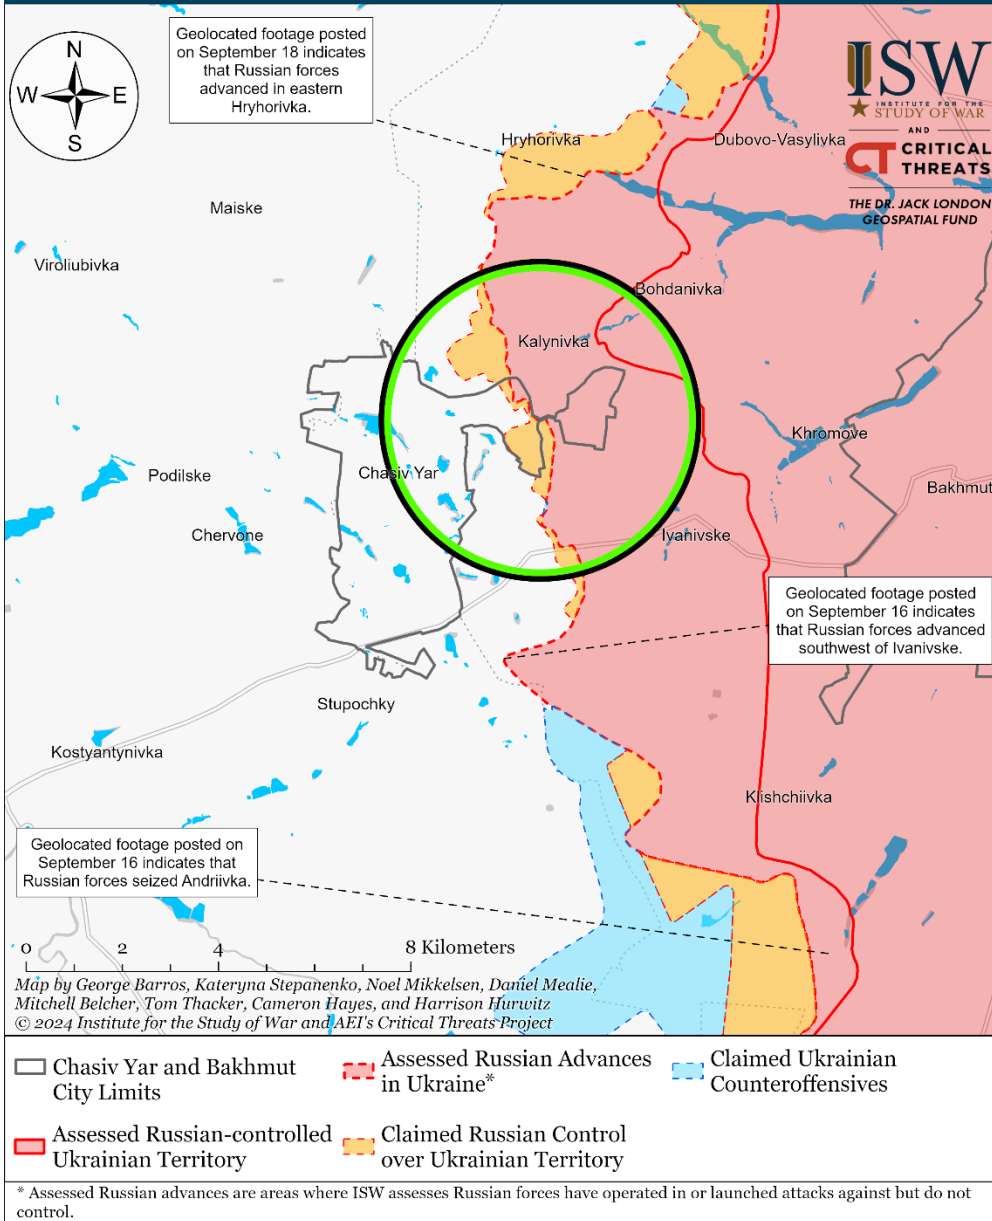 Geolocated footage posted
on September 18 indicates
that Russian forces
advanced in eastern
Hryhorivka.
N
W
E
S
ISW
INSTITUTE FOR THE
STUDY OF WAR
AND
CT CRITICAL
THREATS
THE DR. JACK LONDON
GEOSPATIAL FUND
Hryhorivka
Dubovo-Vasylivka
Maiske
Viroliubivka
Bohdanivka
Kalynivka
Khromove
Podilske
Chasiv Yar
Bakhmut
Chervone
Ivanivske
Geolocated footage posted
on September 16 indicates
that Russian forces advanced
southwest of Ivanivske.
Stupochky
Kostyantynivka
Klishchiivka
Geolocated footage posted on
September 16 indicates that
Russian forces seized Andriivka.
0 2 4 8 Kilometers
Map by George Barros, Kateryna Stepanenko, Noel Mikkelsen, Daniel Mealie,
Mitchell Belcher, Tom Thacker, Cameron Hayes, and Harrison Hurwitz
© 2024 Institute for the Study of War and AEI's Critical Threats Project
Chasiv Yar and Bakhmut
City Limits
Assessed Russian Advances
in Ukraine*
Claimed Ukrainian
Counteroffensives
Assessed Russian-controlled
Ukrainian Territory
Claimed Russian Control
over Ukrainian Territory
* Assessed Russian advances are areas where ISW assesses Russian forces have operated in or launched attacks against but do not
control.